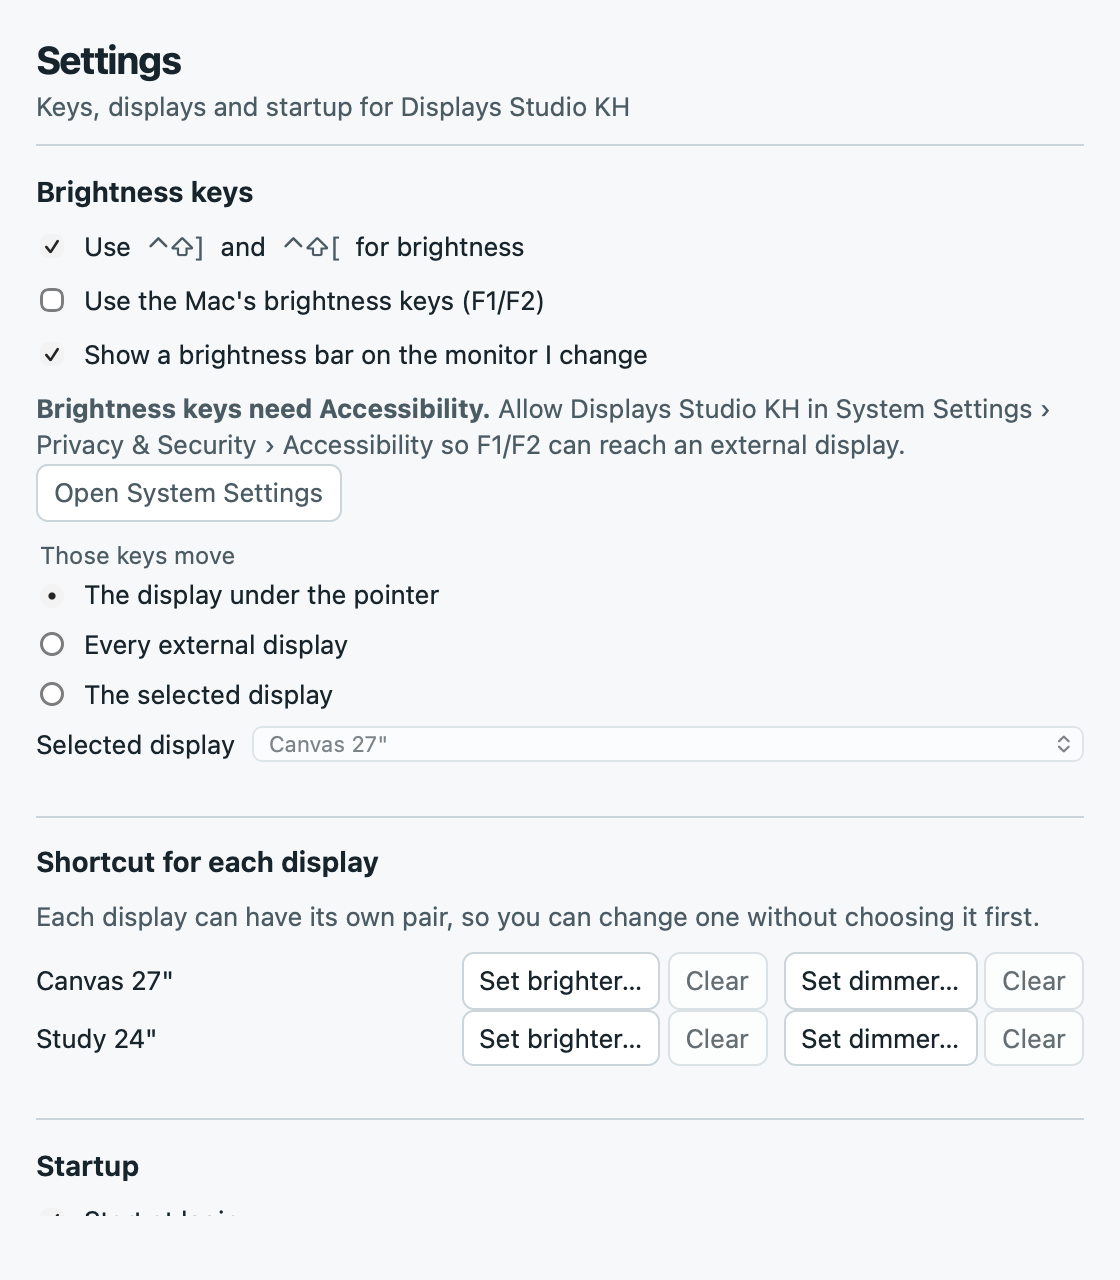 Settings
Keys, displays and startup for Displays Studio KH
Brightness keys
Use ^⇧] and ^⇧[ for brightness
Use the Mac's brightness keys (F1/F2)
Show a brightness bar on the monitor I change
Brightness keys need Accessibility. Allow Displays Studio KH in System Settings ›
Privacy & Security › Accessibility so F1/F2 can reach an external display.
Open System Settings
Those keys move
The display under the pointer
Every external display
The selected display
Selected display Canvas 27"
Shortcut for each display
Each display can have its own pair, so you can change one without choosing it first.
Canvas 27" Set brighter... Clear Set dimmer... Clear
Study 24" Set brighter... Clear Set dimmer... Clear
Startup